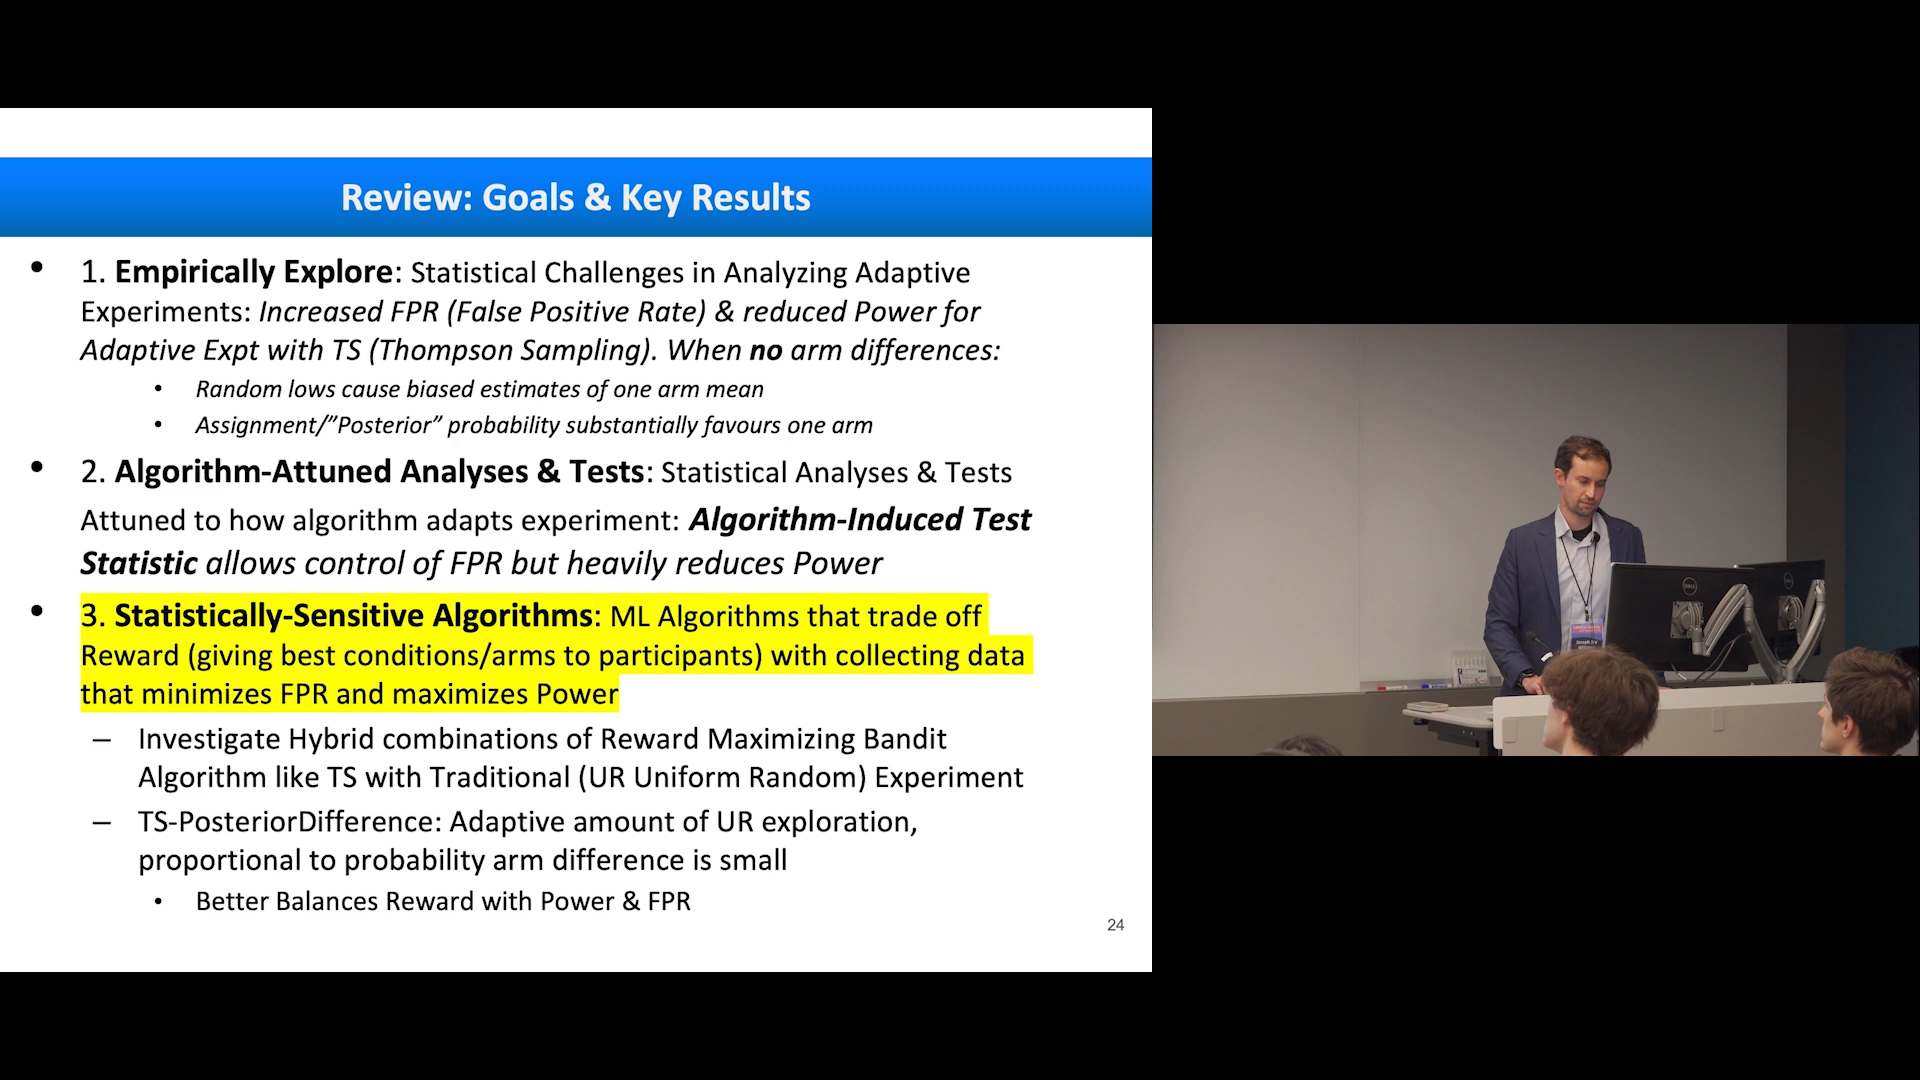 Review: Goals & Key Results
• 1. Empirically Explore: Statistical Challenges in Analyzing Adaptive
Experiments: Increased FPR (False Positive Rate) & reduced Power for
Adaptive Expt with TS (Thompson Sampling). When no arm differences:
• Random lows cause biased estimates of one arm mean
• Assignment/”Posterior” probability substantially favours one arm
• 2. Algorithm-Attuned Analyses & Tests: Statistical Analyses & Tests
Attuned to how algorithm adapts experiment: Algorithm-Induced Test
Statistic allows control of FPR but heavily reduces Power
• 3. Statistically-Sensitive Algorithms: ML Algorithms that trade off
Reward (giving best conditions/arms to participants) with collecting data
that minimizes FPR and maximizes Power
– Investigate Hybrid combinations of Reward Maximizing Bandit
Algorithm like TS with Traditional (UR Uniform Random) Experiment
– TS-PosteriorDifference: Adaptive amount of UR exploration,
proportional to probability arm difference is small
• Better Balances Reward with Power & FPR
24
DELL